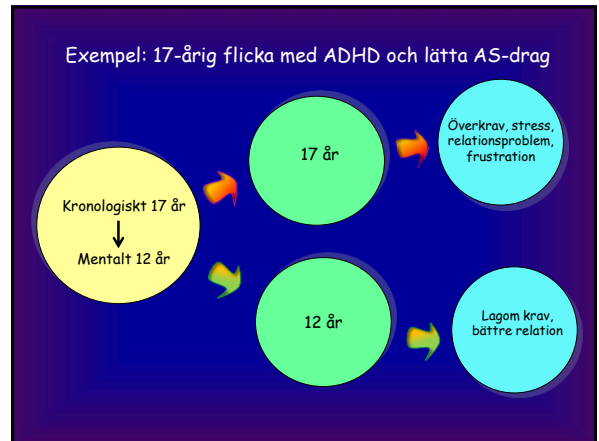 Exempel: 17-årig flicka med ADHD och lätta AS-drag
Kronologiskt 17 år
Mentalt 12 år
17 år
Överkrav, stress,
relationsproblem,
frustration
12 år
Lagom krav,
bättre relation